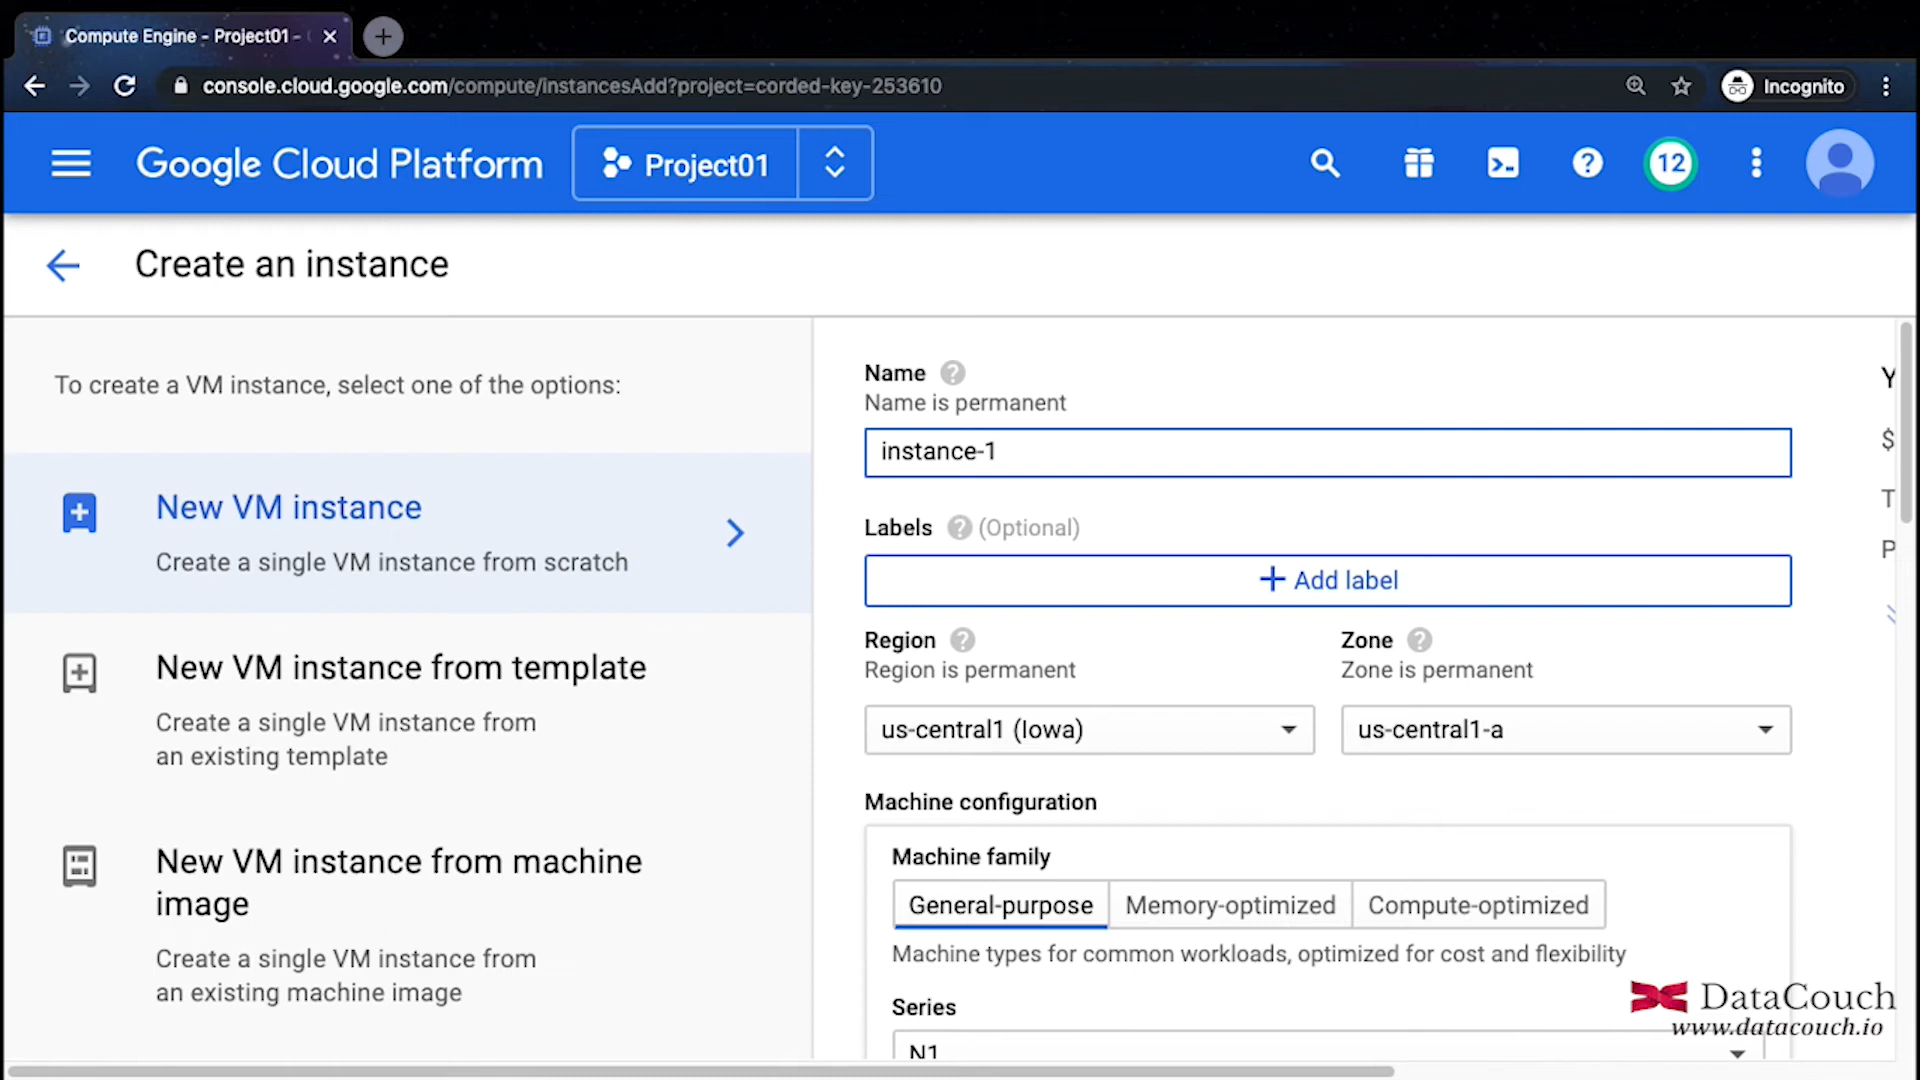 Compute Engine - Project01 -
console.cloud.google.com/compute/instancesAdd?project=corded-key-253610
Incognito
Google Cloud Platform
Project01
12
Create an instance
To create a VM instance, select one of the options:
New VM instance
Create a single VM instance from scratch
New VM instance from template
Create a single VM instance from
an existing template
New VM instance from machine
image
Create a single VM instance from
an existing machine image
Name
Name is permanent
instance-1
Labels (Optional)
Add label
Region
Region is permanent
us-central1 (Iowa)
Zone
Zone is permanent
us-central1-a
Machine configuration
Machine family
General-purpose
Memory-optimized
Compute-optimized
Machine types for common workloads, optimized for cost and flexibility
Series
N1
Y
$
T
P
DataCouch
www.datacouch.io